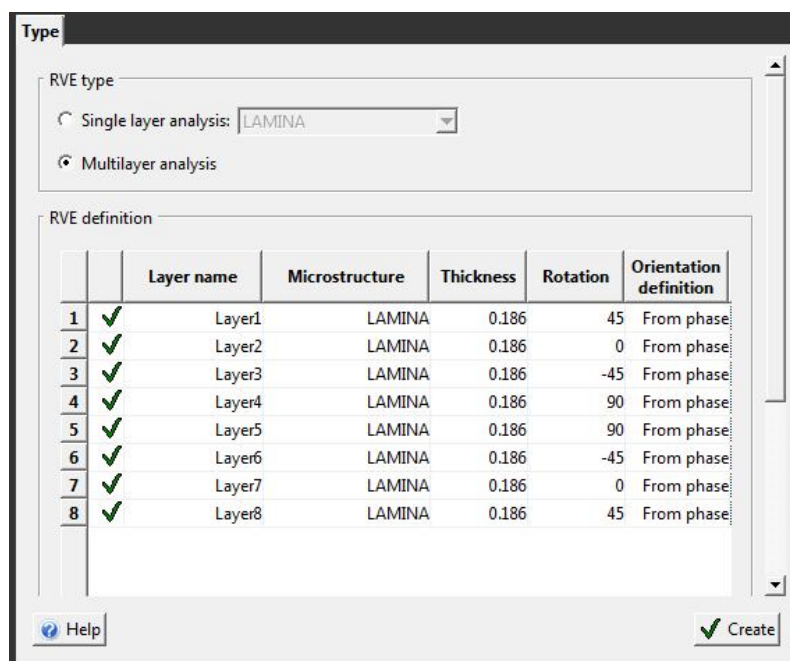 Type
RVE type
Single layer analysis: LAMINA
Multilayer analysis
RVE definition
Layer name Microstructure Thickness Rotation Orientation definition
1 Layer1 LAMINA 0.186 45 From phase
2 Layer2 LAMINA 0.186 0 From phase
3 Layer3 LAMINA 0.186 -45 From phase
4 Layer4 LAMINA 0.186 90 From phase
5 Layer5 LAMINA 0.186 90 From phase
6 Layer6 LAMINA 0.186 -45 From phase
7 Layer7 LAMINA 0.186 0 From phase
8 Layer8 LAMINA 0.186 45 From phase
Help Create